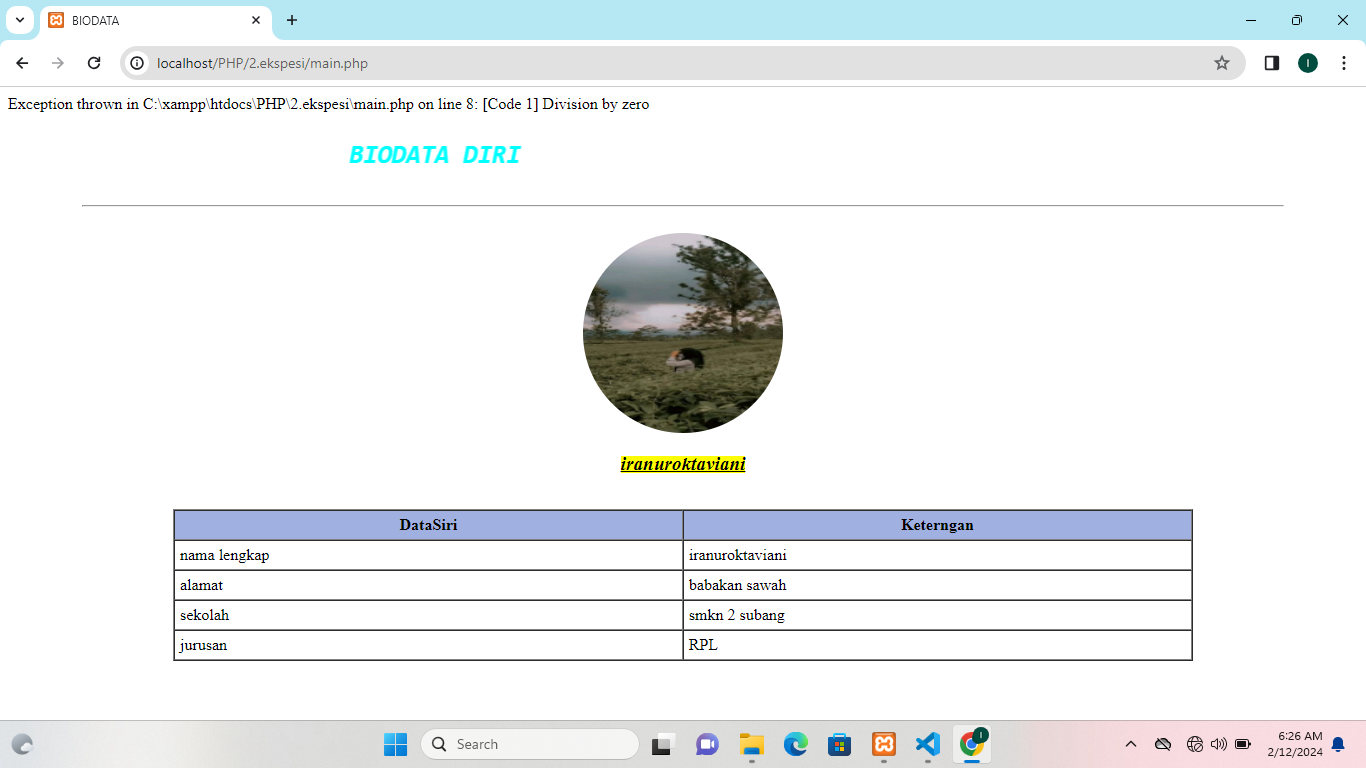 BIODATA
localhost/PHP/2.ekspesi/main.php
I
Exception thrown in C:\xampp\htdocs\PHP\2.ekspesi\main.php on line 8: [Code 1] Division by zero
BIODATA DIRI
iranuroktaviani
DataSiri Keterngan
nama lengkap iranuroktaviani
alamat babakan sawah
sekolah smkn 2 subang
jurusan RPL
Search
I
6:26 AM
2/12/2024